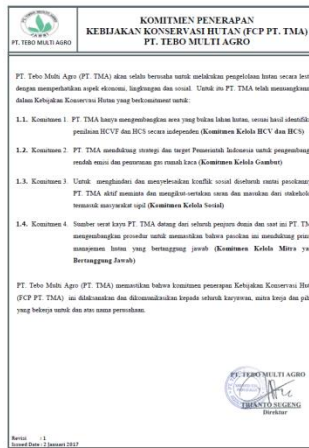 PT. TEBO MULTI AGRO
KOMITMEN PENERAPAN
KEBIJAKAN KONSERVASI HUTAN (FCP PT. TMA)
PT. TEBO MULTI AGRO
PT. Tebo Multi Agro (PT. TMA) akan selalu berusaha untuk melakukan pengelolaan hutan secara lest
dengan memperhatikan aspek ekonomi, lingkungan dan sosial. Untuk itu PT. TMA telah menuangkan
dalam Kebijakan Konservasi Hutan yang berkomitment untuk:
1.1. Komitmen 1. PT. TMA hanya mengembangkan area yang bukan lahan hutan, sesuai hasil identifika
penilaian HCVF dan HCS secara independen (Komitmen Kelola HCV dan HCS)
1.2. Komitmen 2. PT. TMA mendukung strategi dan target Pemerintah Indonesia untuk pengembang
rendah emisi dan penurunan gas rumah kaca (Komitmen Kelola Gambut)
1.3. Komitmen 3. Untuk menghindari dan menyelesaikan konflik sosial diseluruh rantai pasokanny
PT. TMA aktif meminta dan mengikut-sertakan saran dan masukan dari stakehold
termasuk masyarakat sipil (Komitmen Kelola Sosial)
1.4. Komitmen 4. Sumber serat kayu PT. TMA datang dari seluruh penjuru dunia dan saat ini PT. TM
mengembangkan prosedur untuk memastikan bahwa pasokan ini mendukung prins
manajemen hutan yang bertanggung jawab (Komitmen Kelola Mitra ya
Bertanggung Jawab)
PT. Tebo Multi Agro (PT. TMA) memastikan bahwa komitmen penerapan Kebijakan Konservasi Hut
(FCP PT. TMA) ini dilaksanakan dan dikomunikasikan kepada seluruh karyawan, mitra kerja dan pih
yang bekerja untuk dan atas nama perusahaan.
PT. TEBO MULTI AGRO
TRIANTO SUGENG
Direktur
Revisi : 1
Issued Date : 2 Januari 2017